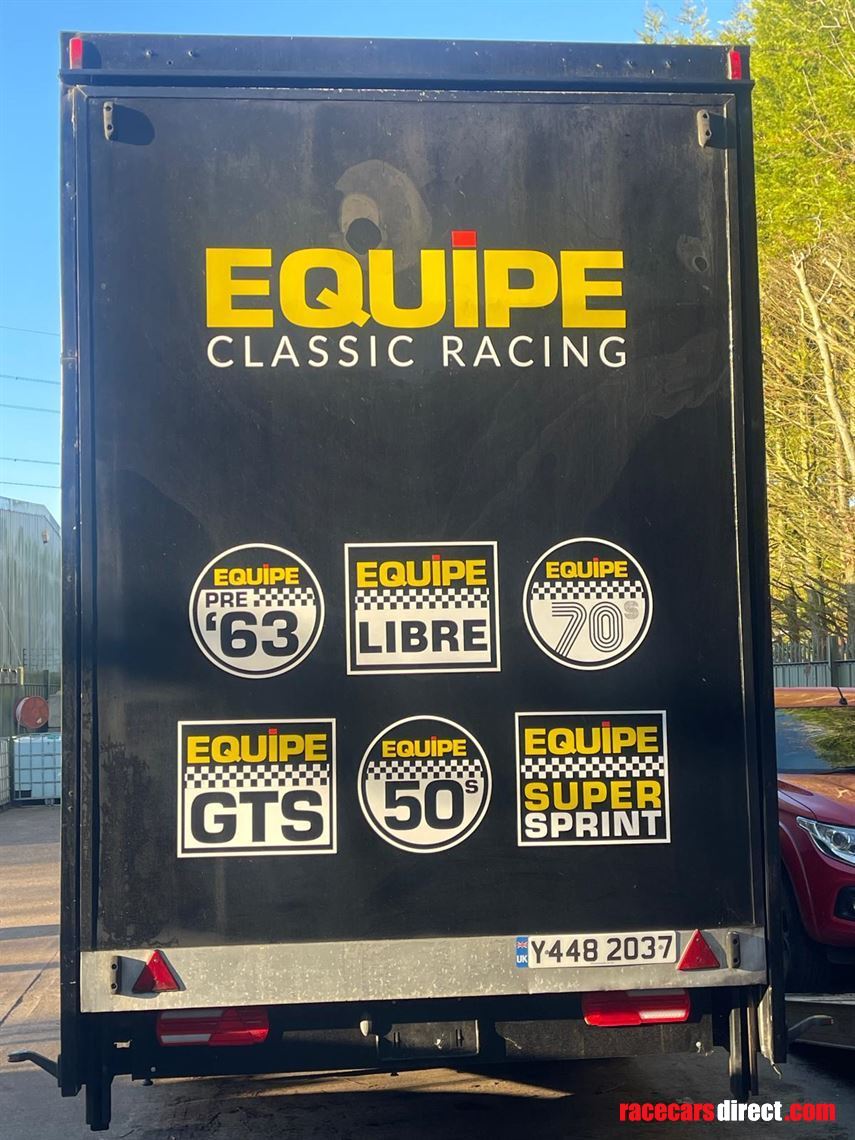 EQUIPE
CLASSIC RACING
EQUIPE
PRE
'63
EQUIPE
LIBRE
EQUIPE
70s
EQUIPE
GTS
EQUIPE
50s
EQUIPE
SUPER
SPRINT
UK
Y448 2037
racecarsdirect.com